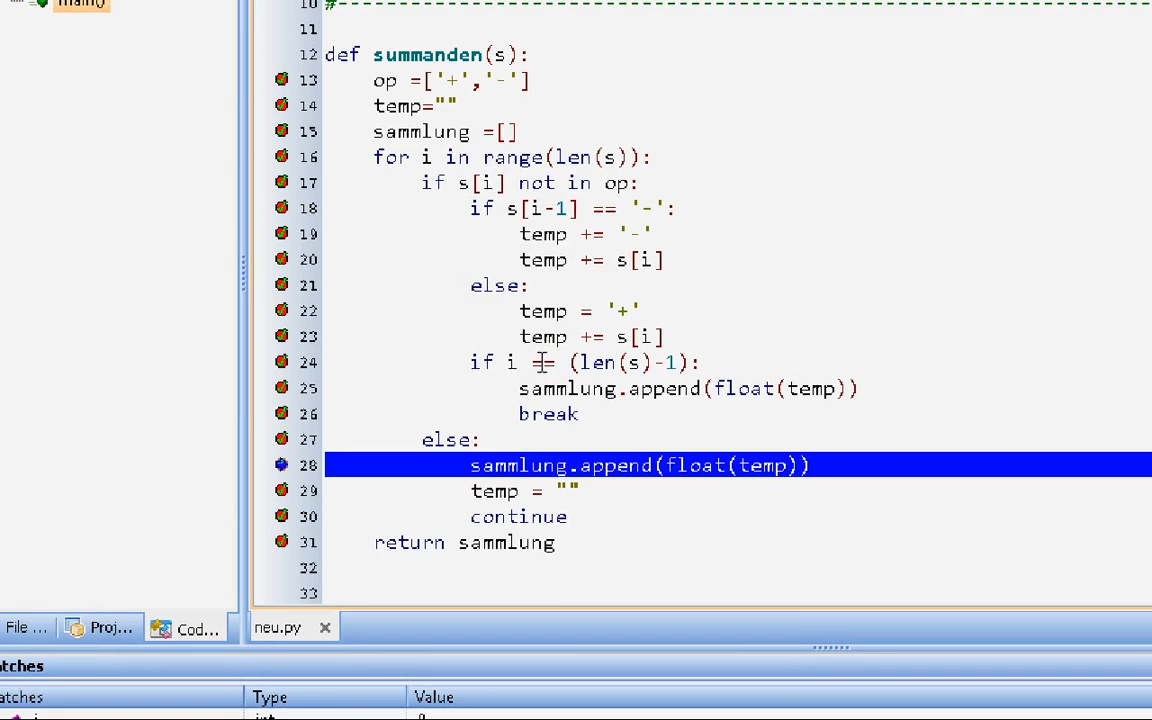 main()
10 #--------------------------------------------------------------------
11
12 def summanden(s):
13 op =['+','-']
14 temp=""
15 sammlung =[]
16 for i in range(len(s)):
17 if s[i] not in op:
18 if s[i-1] == '-':
19 temp += '-'
20 temp += s[i]
21 else:
22 temp = '+'
23 temp += s[i]
24 if i == (len(s)-1):
25 sammlung.append(float(temp))
26 break
27 else:
28 sammlung.append(float(temp))
29 temp = ""
30 continue
31 return sammlung
32
33
File ... Proj... Cod... neu.py
atches
atches Type Value
i int